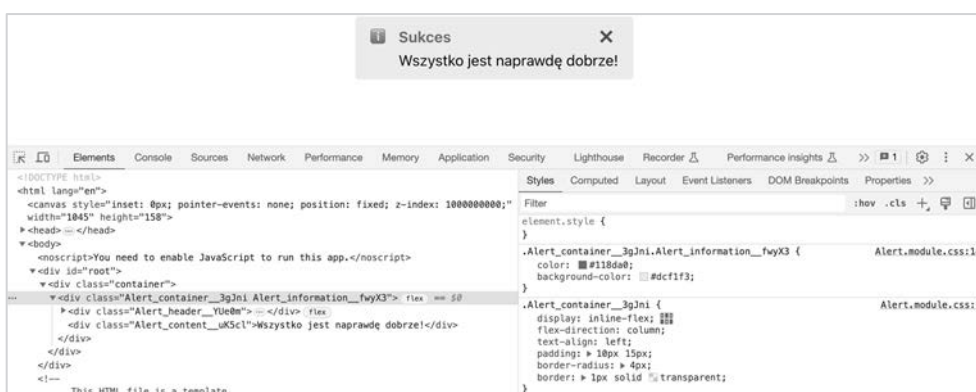 Sukces
Wszystko jest naprawdę dobrze!
Elements Console Sources Network Performance Memory Application Security Lighthouse Recorder Performance insights 1
<!DOCTYPE html>
<html lang="en">
<canvas style="inset: 0px; pointer-events: none; position: fixed; z-index: 1000000000;"
width="1045" height="158">
<head> … </head>
<body>
<noscript>You need to enable JavaScript to run this app.</noscript>
<div id="root">
<div class="container">
<div class="Alert_container__3gJni Alert_information__fwyX3"> flex == $0
<div class="Alert_header__YUe0m"> … </div> flex
<div class="Alert_content__uK5cl">Wszystko jest naprawdę dobrze!</div>
</div>
</div>
</div>
<!--
This HTML file is a template.
Styles Computed Layout Event Listeners DOM Breakpoints Properties
Filter :hov .cls
element.style {
}
.Alert_container__3gJni.Alert_information__fwyX3 { Alert.module.css:1
color: #118da0;
background-color: #dcf1f3;
}
.Alert_container__3gJni { Alert.module.css:
display: inline-flex;
flex-direction: column;
text-align: left;
padding: 10px 15px;
border-radius: 4px;
border: 1px solid transparent;
}